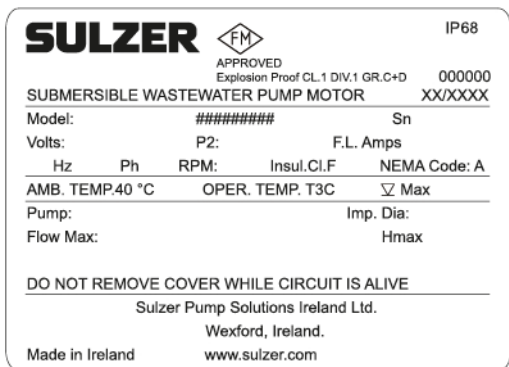 SULZER FM IP68
APPROVED
Explosion Proof CL.1 DIV.1 GR.C+D 000000
SUBMERSIBLE WASTEWATER PUMP MOTOR XX/XXXX
Model: ######### Sn
Volts: P2: F.L. Amps
Hz Ph RPM: Insul.Cl.F NEMA Code: A
AMB. TEMP.40 °C OPER. TEMP. T3C Max
Pump: Imp. Dia:
Flow Max: Hmax
DO NOT REMOVE COVER WHILE CIRCUIT IS ALIVE
Sulzer Pump Solutions Ireland Ltd.
Wexford, Ireland.
Made in Ireland www.sulzer.com